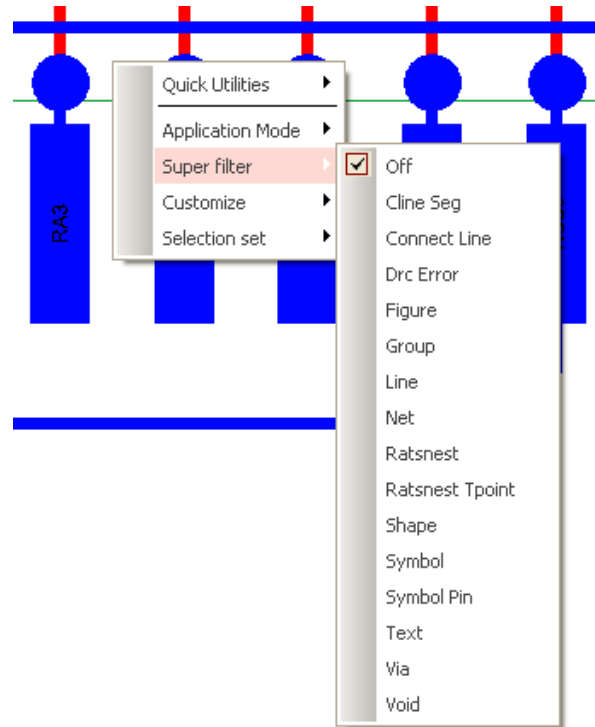 Quick Utilities
Application Mode
Super filter
Customize
Selection set
RA3
Off
Cline Seg
Connect Line
Drc Error
Figure
Group
Line
Net
Ratsnest
Ratsnest Tpoint
Shape
Symbol
Symbol Pin
Text
Via
Void